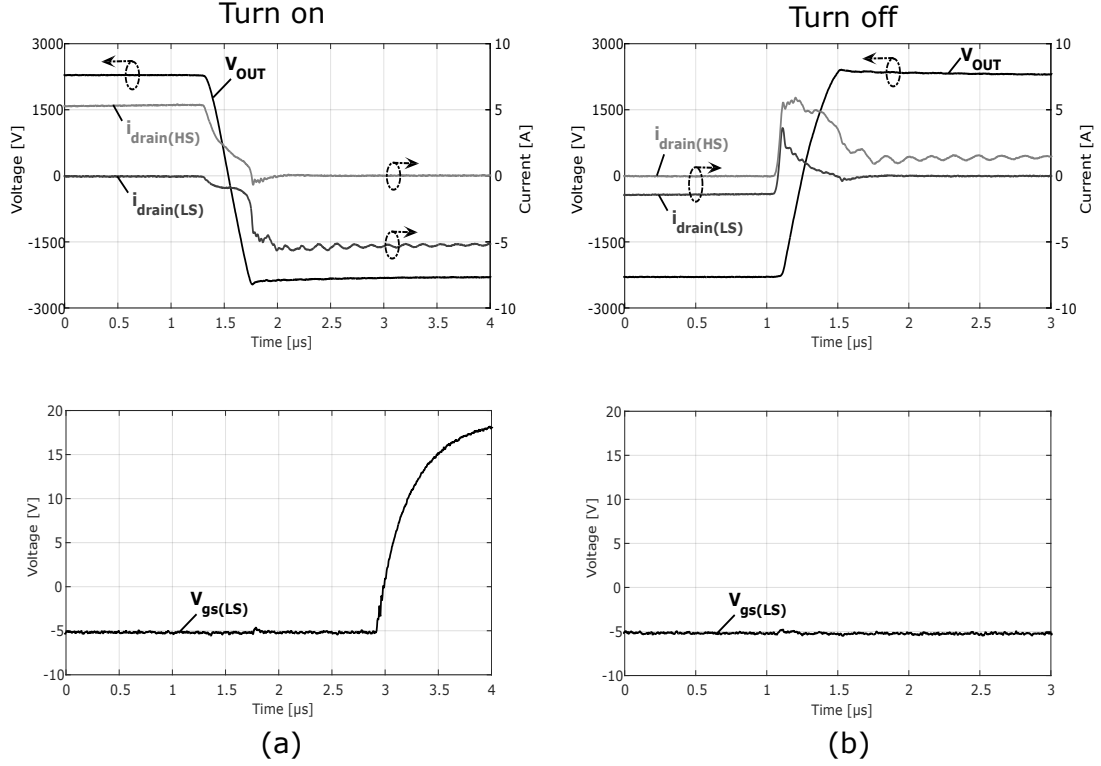 Turn on
Turn off
3000
1500
0
-1500
-3000
Voltage [V]
10
5
0
-5
-10
Current [A]
V_OUT
i_drain(HS)
i_drain(LS)
0 0.5 1 1.5 2 2.5 3 3.5 4
Time [µs]
3000
1500
0
-1500
-3000
Voltage [V]
10
5
0
-5
-10
Current [A]
V_OUT
i_drain(HS)
i_drain(LS)
0 0.5 1 1.5 2 2.5 3
Time [µs]
20
15
10
5
0
-5
-10
Voltage [V]
V_gs(LS)
0 0.5 1 1.5 2 2.5 3 3.5 4
Time [µs]
(a)
20
15
10
5
0
-5
-10
Voltage [V]
V_gs(LS)
0 0.5 1 1.5 2 2.5 3
Time [µs]
(b)